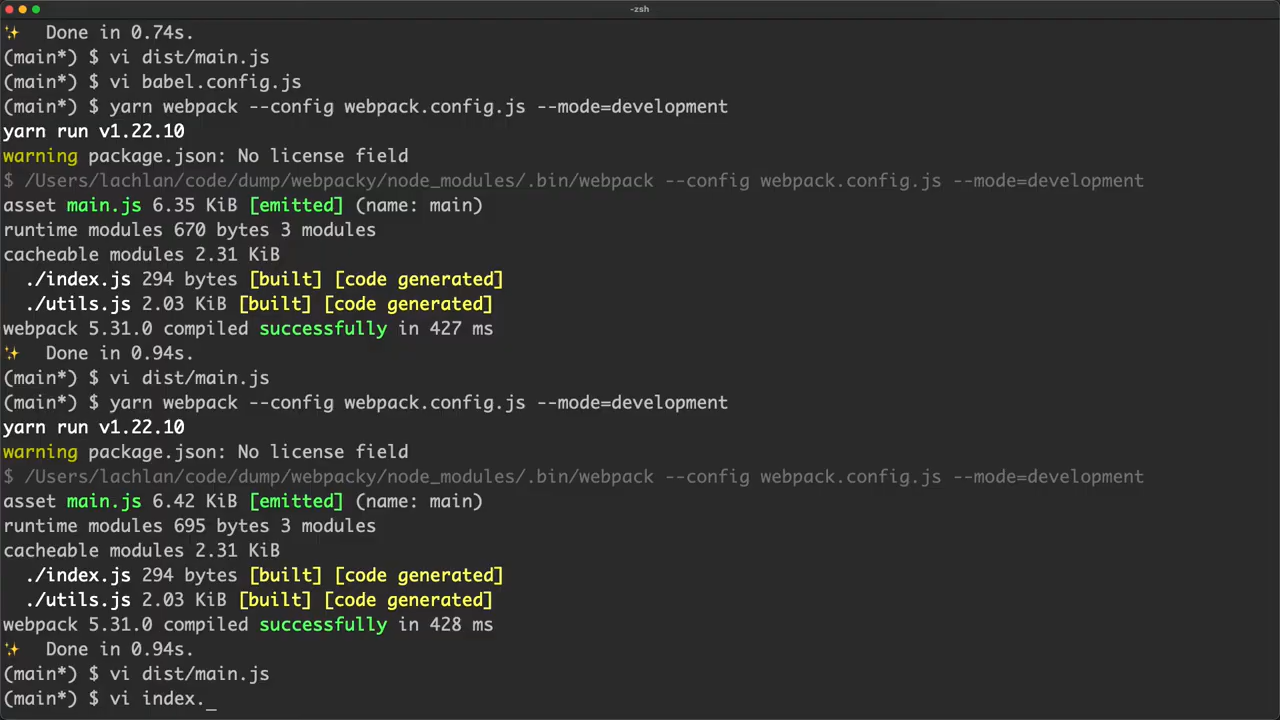 -zsh
✨  Done in 0.74s.
(main*) $ vi dist/main.js
(main*) $ vi babel.config.js
(main*) $ yarn webpack --config webpack.config.js --mode=development
yarn run v1.22.10
warning package.json: No license field
$ /Users/lachlan/code/dump/webpacky/node_modules/.bin/webpack --config webpack.config.js --mode=development
asset main.js 6.35 KiB [emitted] (name: main)
runtime modules 670 bytes 3 modules
cacheable modules 2.31 KiB
  ./index.js 294 bytes [built] [code generated]
  ./utils.js 2.03 KiB [built] [code generated]
webpack 5.31.0 compiled successfully in 427 ms
✨  Done in 0.94s.
(main*) $ vi dist/main.js
(main*) $ yarn webpack --config webpack.config.js --mode=development
yarn run v1.22.10
warning package.json: No license field
$ /Users/lachlan/code/dump/webpacky/node_modules/.bin/webpack --config webpack.config.js --mode=development
asset main.js 6.42 KiB [emitted] (name: main)
runtime modules 695 bytes 3 modules
cacheable modules 2.31 KiB
  ./index.js 294 bytes [built] [code generated]
  ./utils.js 2.03 KiB [built] [code generated]
webpack 5.31.0 compiled successfully in 428 ms
✨  Done in 0.94s.
(main*) $ vi dist/main.js
(main*) $ vi index._